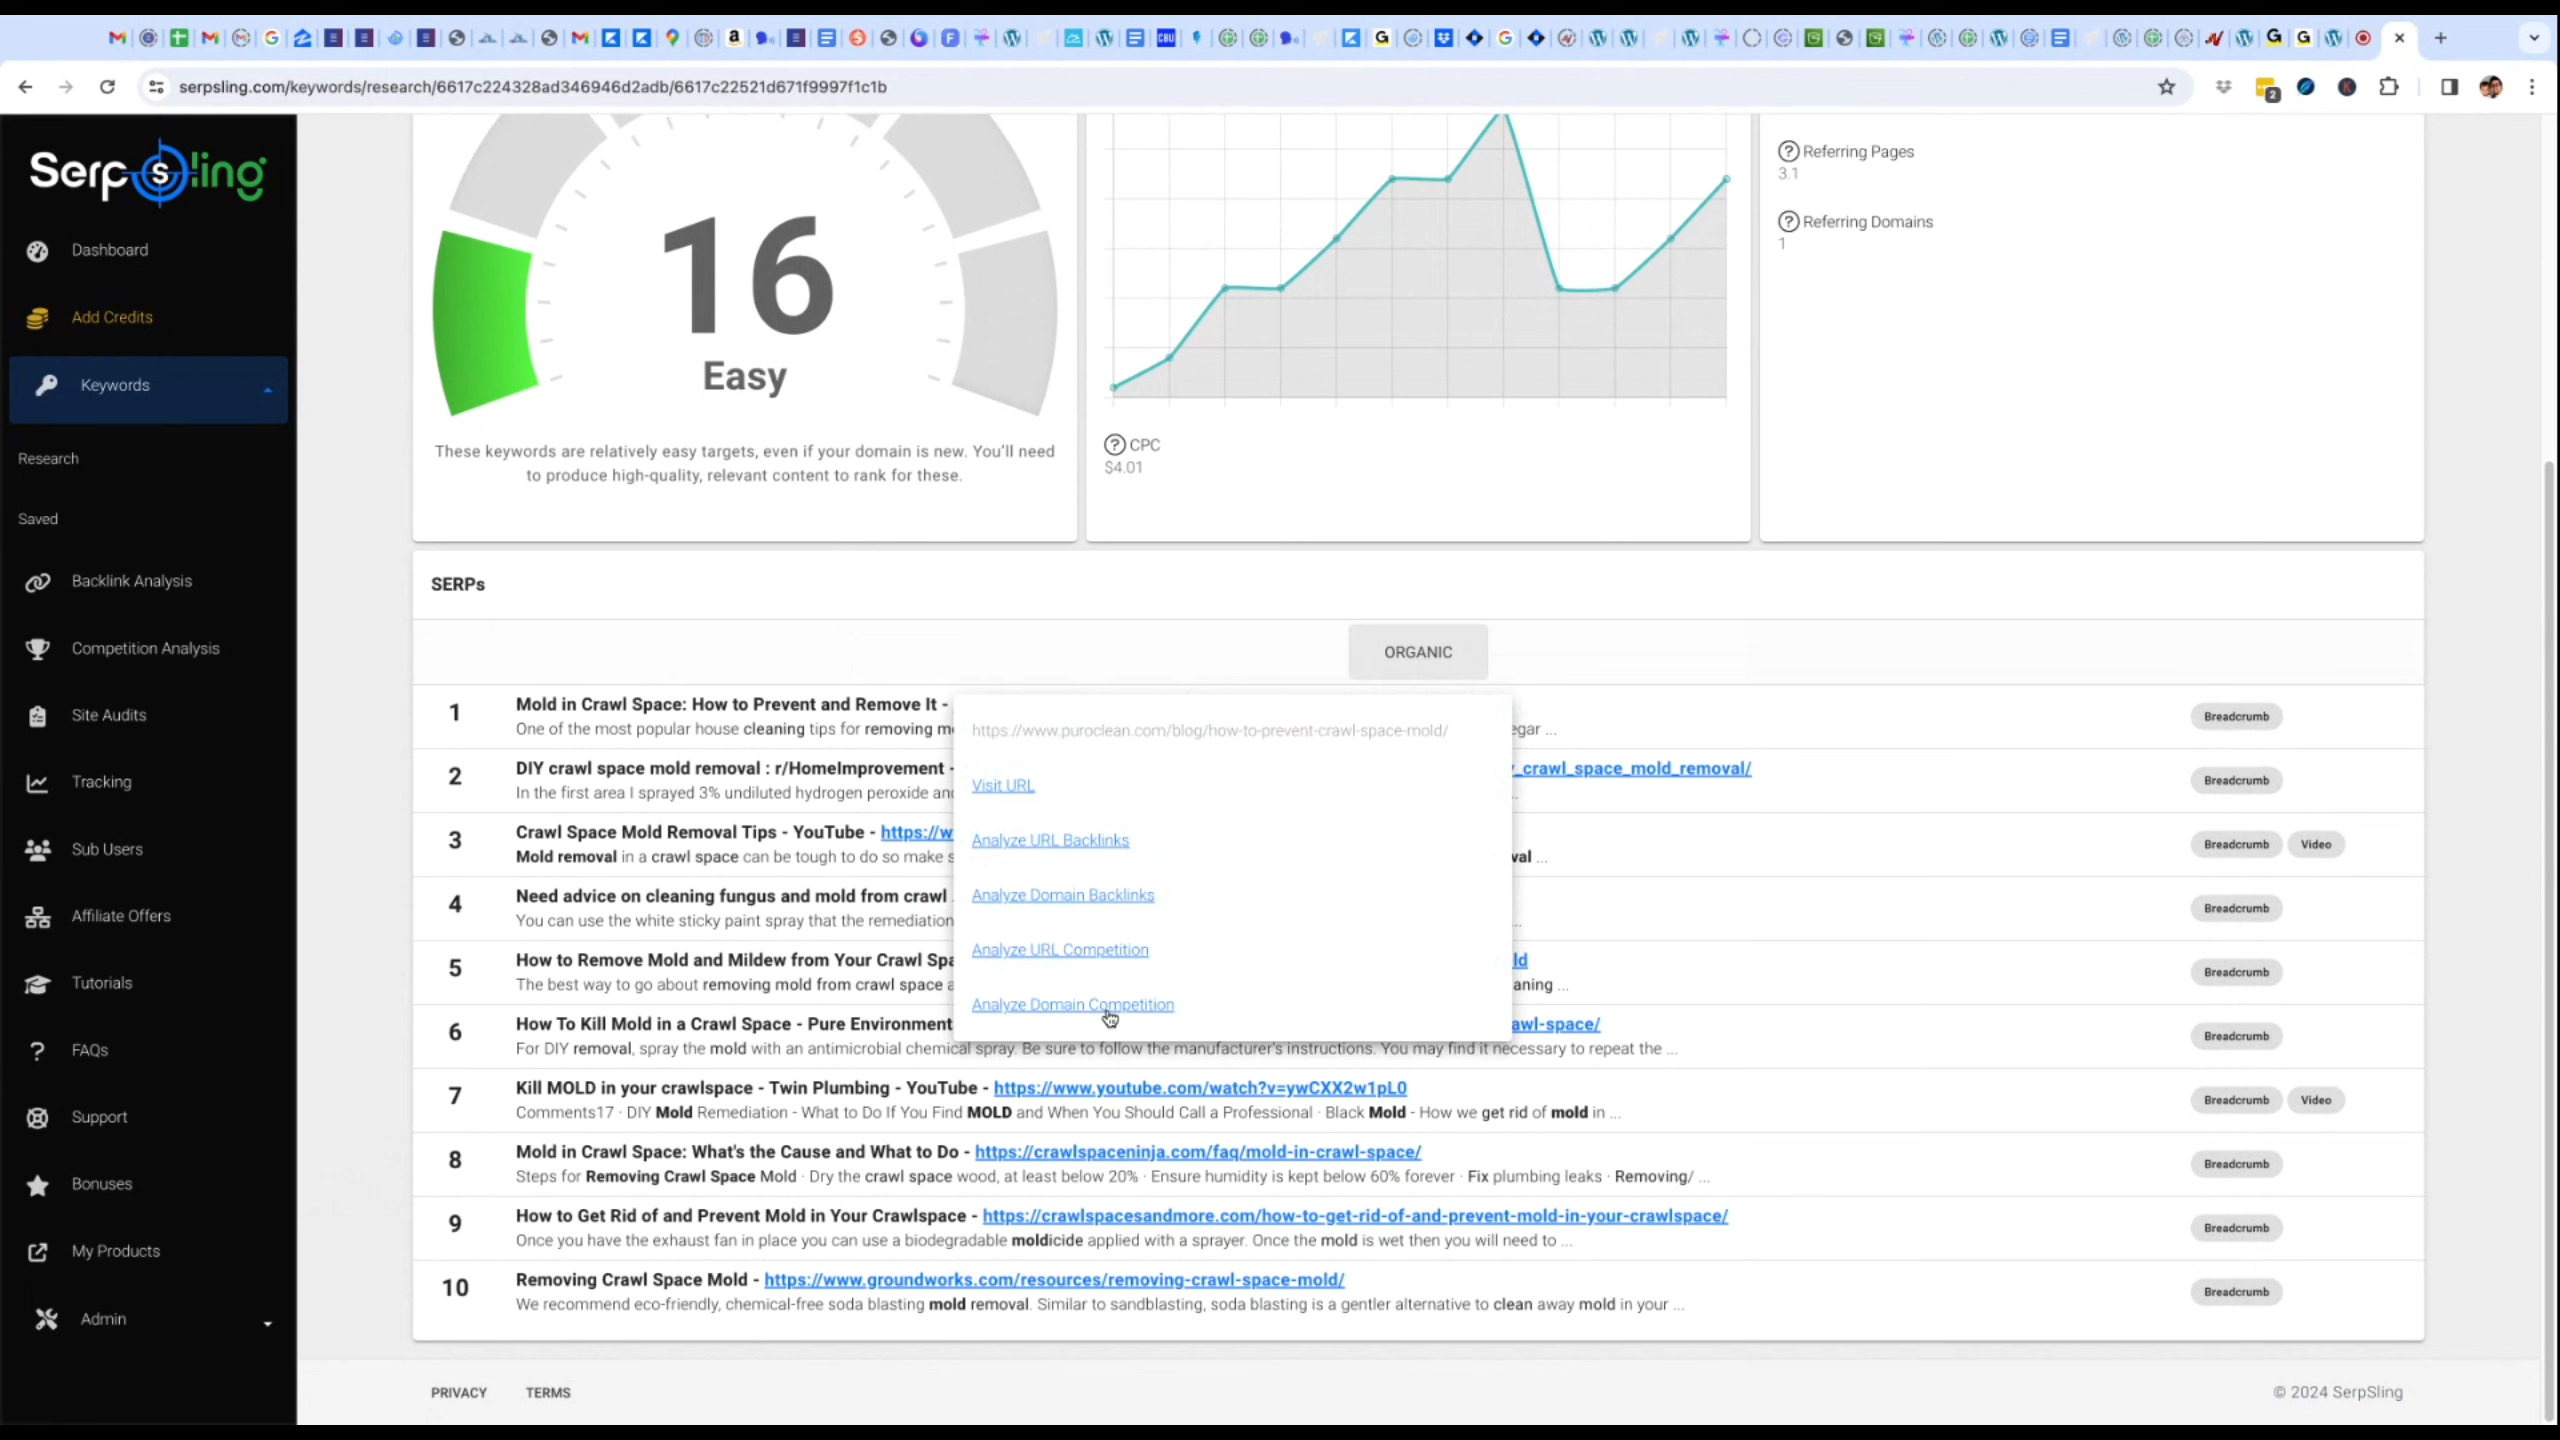 serpsling.com/keywords/research/6617c224328ad346946d2adb/6617c22521d671f9997f1c1b
2
SerpSling
Dashboard
Add Credits
Keywords
Research
Saved
Backlink Analysis
Competition Analysis
Site Audits
Tracking
Sub Users
Affiliate Offers
Tutorials
FAQs
Support
Bonuses
My Products
Admin
16
Easy
These keywords are relatively easy targets, even if your domain is new. You'll need
to produce high-quality, relevant content to rank for these.
CPC
$4.01
Referring Pages
3.1
Referring Domains
1
SERPs
ORGANIC
1 Mold in Crawl Space: How to Prevent and Remove It - Breadcrumb
One of the most popular house cleaning tips for removing egar ...
2 DIY crawl space mold removal : r/HomeImprovement - _crawl_space_mold_removal/ Breadcrumb
In the first area I sprayed 3% undiluted hydrogen peroxide
3 Crawl Space Mold Removal Tips - YouTube - https://w Breadcrumb Video
Mold removal in a crawl space can be tough to do so make s val ...
4 Need advice on cleaning fungus and mold from crawl Breadcrumb
You can use the white sticky paint spray that the remediation
5 How to Remove Mold and Mildew from Your Crawl Spa ld Breadcrumb
The best way to go about removing mold from crawl space a aning ...
6 How To Kill Mold in a Crawl Space - Pure Environment awl-space/ Breadcrumb
For DIY removal, spray the mold with an antimicrobial chemical spray. Be sure to follow the manufacturer's instructions. You may find it necessary to repeat the ...
7 Kill MOLD in your crawlspace - Twin Plumbing - YouTube - https://www.youtube.com/watch?v=ywCXX2w1pL0 Breadcrumb Video
Comments17 · DIY Mold Remediation - What to Do If You Find MOLD and When You Should Call a Professional · Black Mold - How we get rid of mold in ...
8 Mold in Crawl Space: What's the Cause and What to Do - https://crawlspaceninja.com/faq/mold-in-crawl-space/ Breadcrumb
Steps for Removing Crawl Space Mold · Dry the crawl space wood, at least below 20% · Ensure humidity is kept below 60% forever · Fix plumbing leaks · Removing/ ...
9 How to Get Rid of and Prevent Mold in Your Crawlspace - https://crawlspacesandmore.com/how-to-get-rid-of-and-prevent-mold-in-your-crawlspace/ Breadcrumb
Once you have the exhaust fan in place you can use a biodegradable moldicide applied with a sprayer. Once the mold is wet then you will need to ...
10 Removing Crawl Space Mold - https://www.groundworks.com/resources/removing-crawl-space-mold/ Breadcrumb
We recommend eco-friendly, chemical-free soda blasting mold removal. Similar to sandblasting, soda blasting is a gentler alternative to clean away mold in your ...
https://www.puroclean.com/blog/how-to-prevent-crawl-space-mold/
Visit URL
Analyze URL Backlinks
Analyze Domain Backlinks
Analyze URL Competition
Analyze Domain Competition
PRIVACY TERMS © 2024 SerpSling